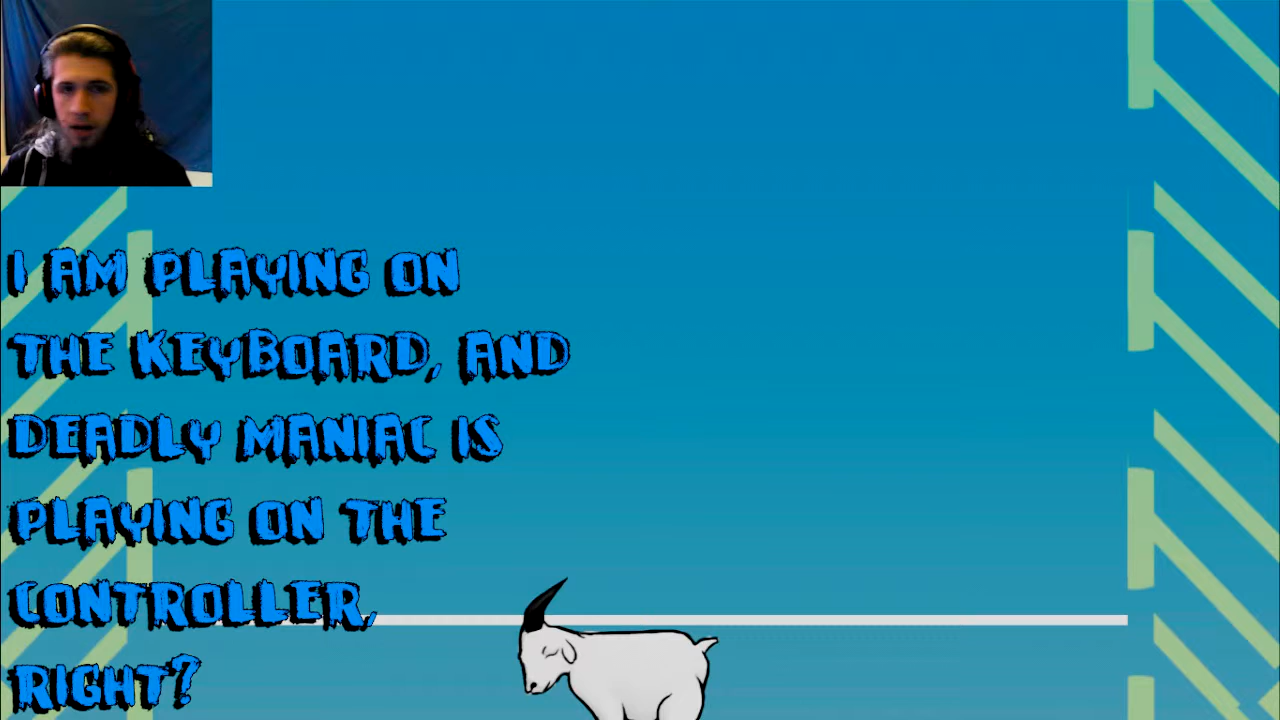 I AM PLAYING ON
THE KEYBOARD, AND
DEADLY MANIAC IS
PLAYING ON THE
CONTROLLER,
RIGHT?